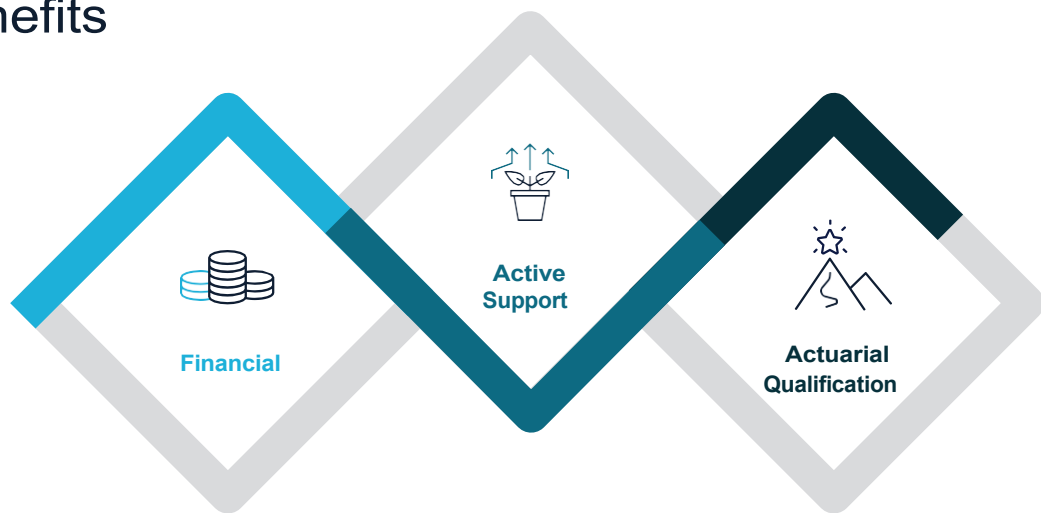 nefits
Financial
Active
Support
Actuarial
Qualification